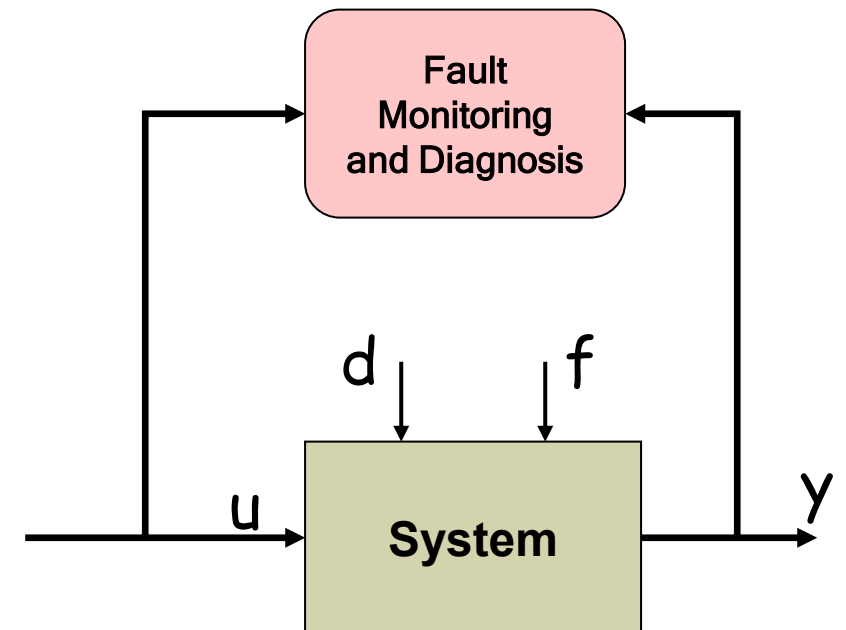 Fault
Monitoring
and Diagnosis
d
f
u
y
System